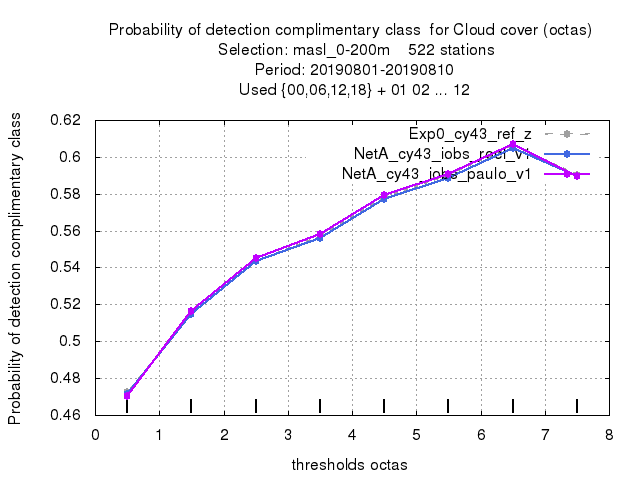 Probability of detection complimentary class  for Cloud cover (octas)
Selection: masl_0-200m    522 stations
Period: 20190801-20190810
Used {00,06,12,18} + 01 02 ... 12
Probability of detection complimentary class
0.62
0.6
0.58
0.56
0.54
0.52
0.5
0.48
0.46
Exp0_cy43_ref_z
NetA_cy43_iobs_roel_v1
NetA_cy43_iobs_paulo_v1
0 1 2 3 4 5 6 7 8
thresholds octas